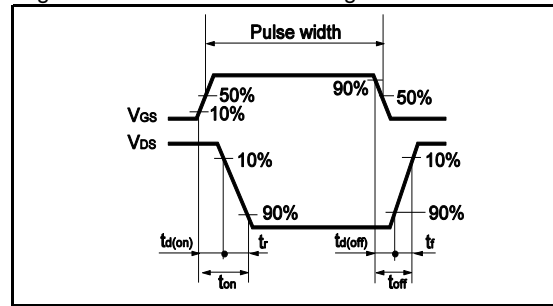 Pulse width
90%
50%
50%
10%
VGS
VDS
10%
10%
90%
90%
td(on)
tr
td(off)
tf
ton
toff